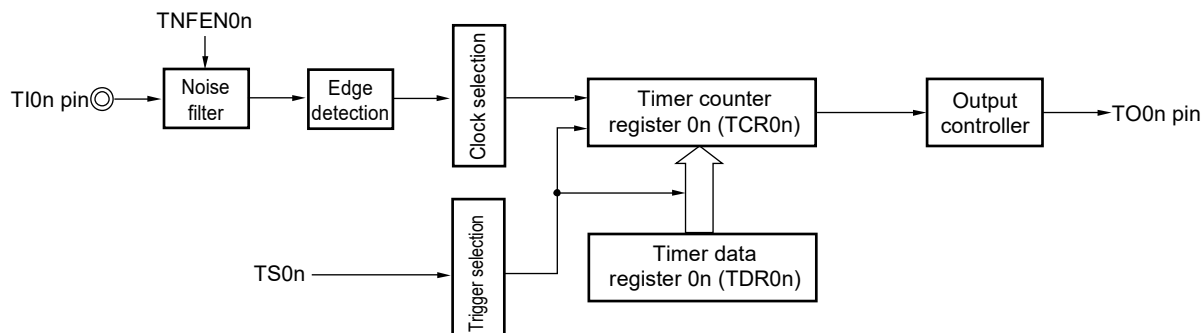 TNFEN0n
TI0n pin
Noise
filter
Edge
detection
Clock selection
Timer counter
register 0n (TCR0n)
Output
controller
TO0n pin
TS0n
Trigger selection
Timer data
register 0n (TDR0n)